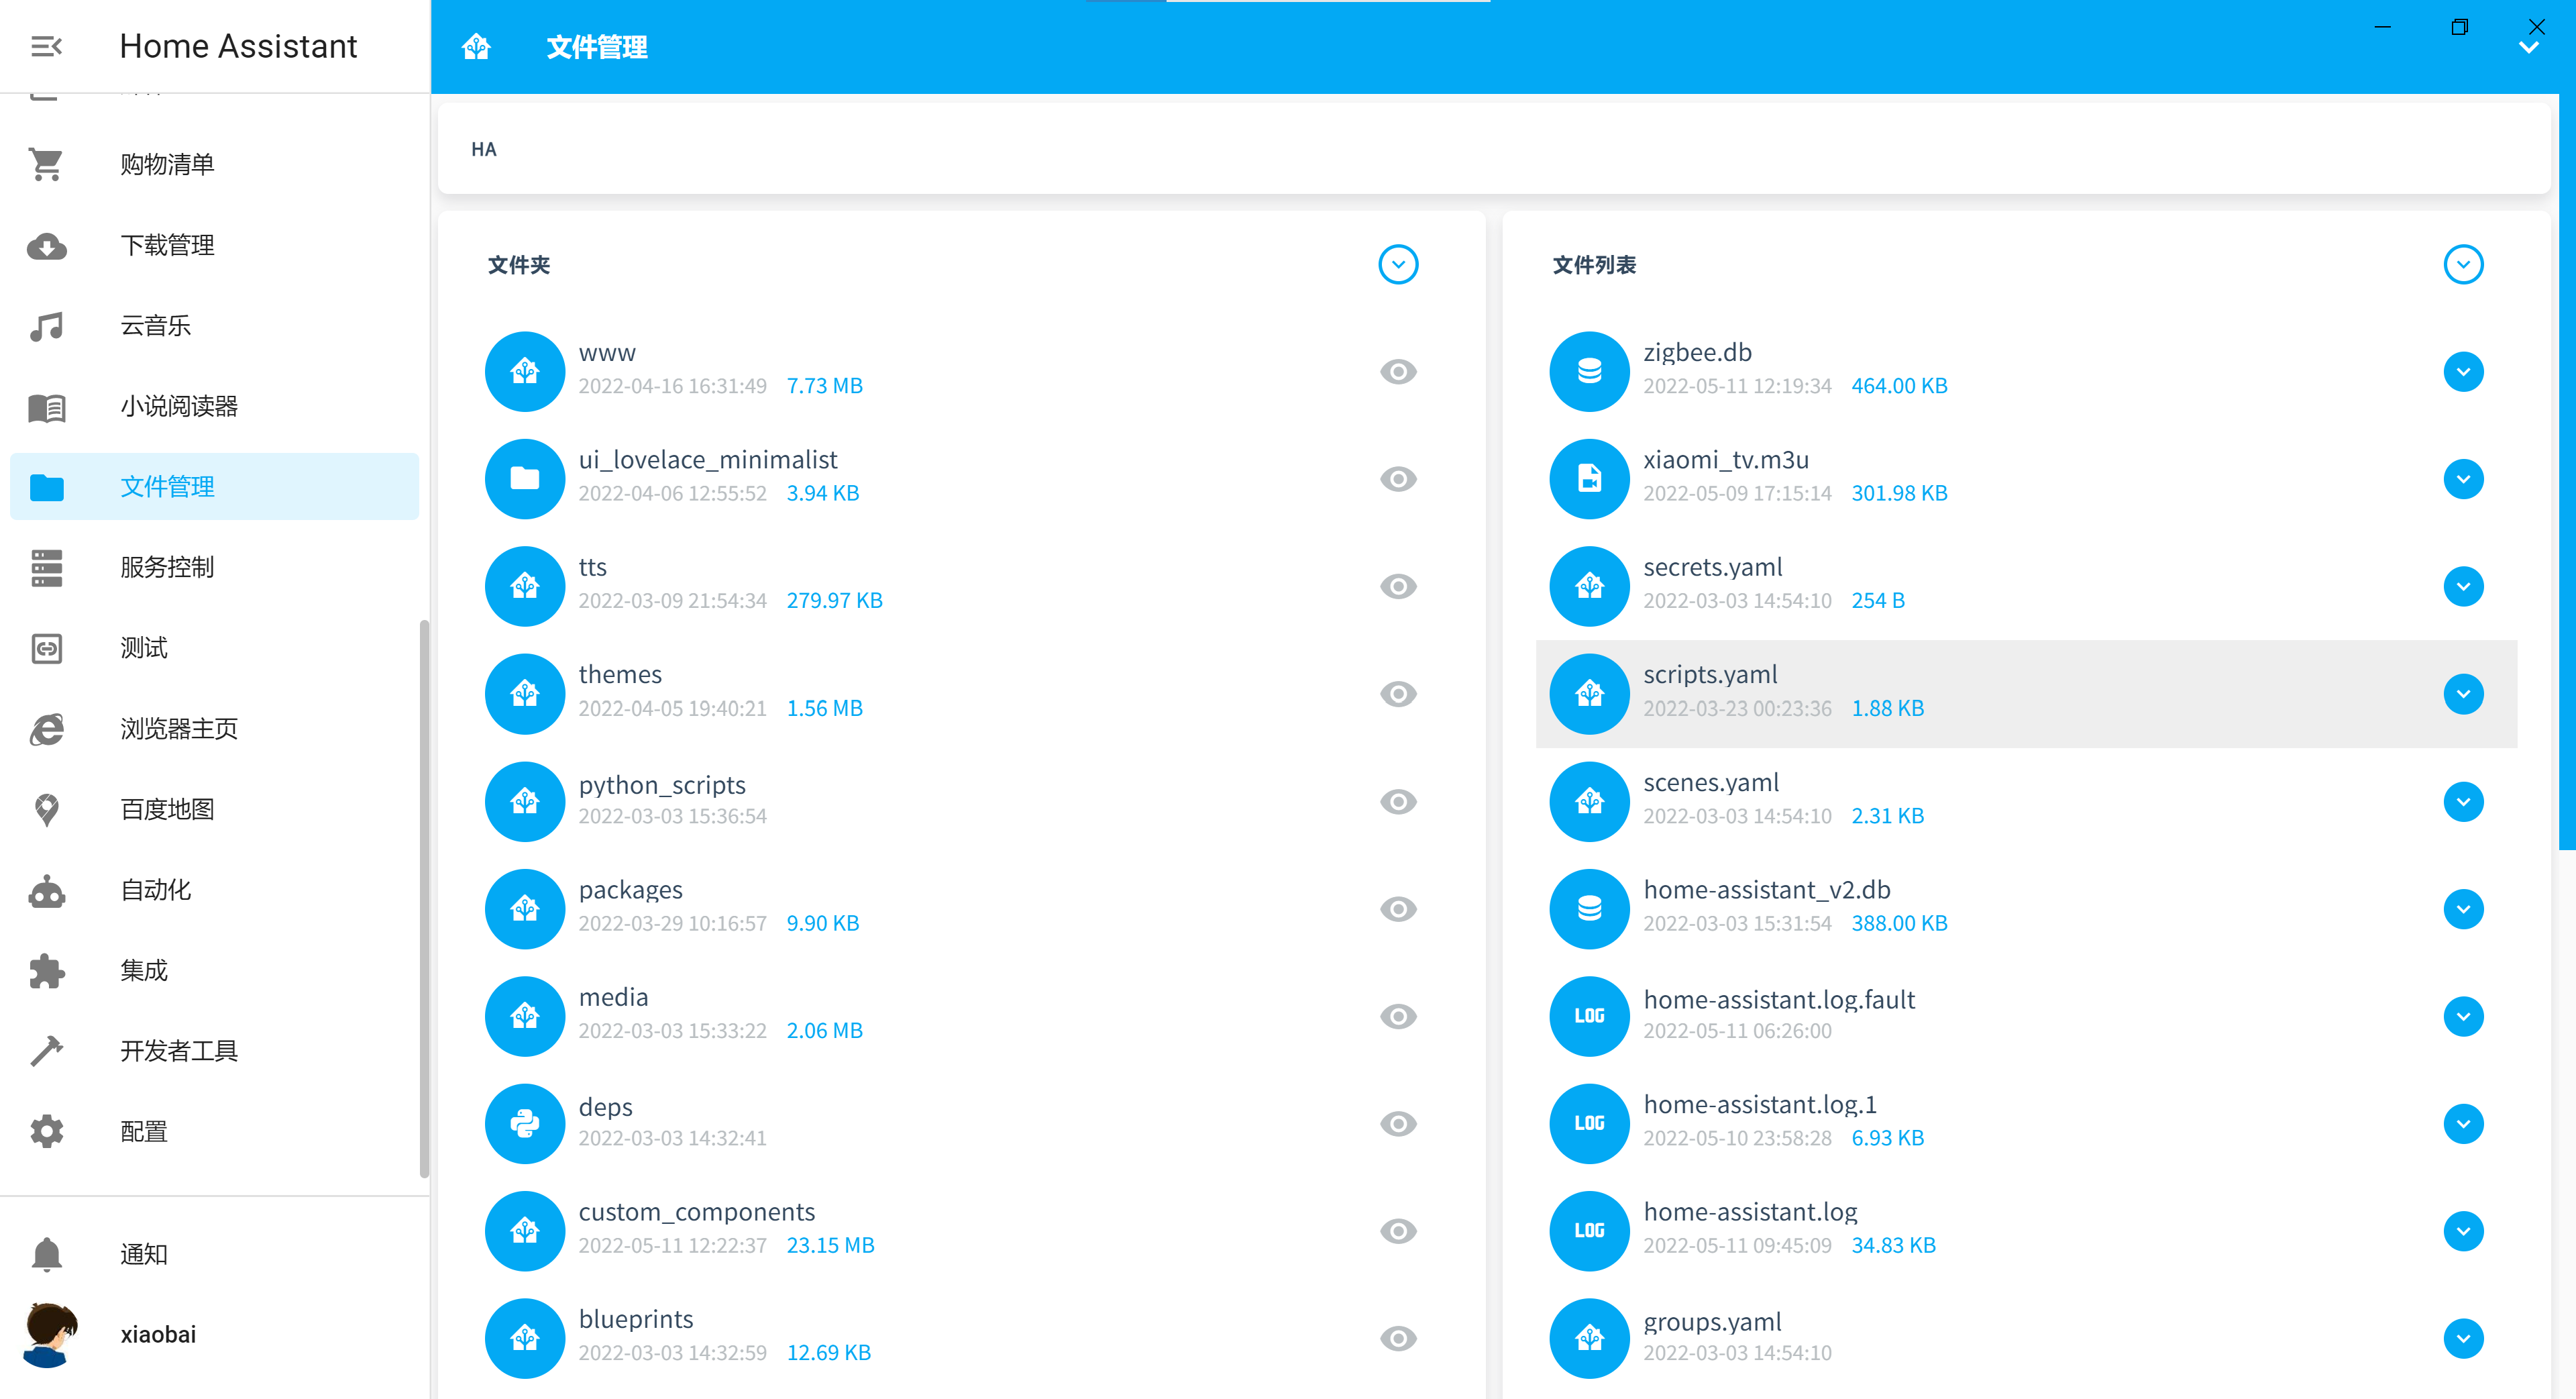 Home Assistant
文件管理
购物清单
下载管理
云音乐
小说阅读器
文件管理
服务控制
测试
浏览器主页
百度地图
自动化
集成
开发者工具
配置
通知
xiaobai
HA
文件夹
www
2022-04-16 16:31:49 7.73 MB
ui_lovelace_minimalist
2022-04-06 12:55:52 3.94 KB
tts
2022-03-09 21:54:34 279.97 KB
themes
2022-04-05 19:40:21 1.56 MB
python_scripts
2022-03-03 15:36:54
packages
2022-03-29 10:16:57 9.90 KB
media
2022-03-03 15:33:22 2.06 MB
deps
2022-03-03 14:32:41
custom_components
2022-05-11 12:22:37 23.15 MB
blueprints
2022-03-03 14:32:59 12.69 KB
文件列表
zigbee.db
2022-05-11 12:19:34 464.00 KB
xiaomi_tv.m3u
2022-05-09 17:15:14 301.98 KB
secrets.yaml
2022-03-03 14:54:10 254 B
scripts.yaml
2022-03-23 00:23:36 1.88 KB
scenes.yaml
2022-03-03 14:54:10 2.31 KB
home-assistant_v2.db
2022-03-03 15:31:54 388.00 KB
LOG
home-assistant.log.fault
2022-05-11 06:26:00
LOG
home-assistant.log.1
2022-05-10 23:58:28 6.93 KB
LOG
home-assistant.log
2022-05-11 09:45:09 34.83 KB
groups.yaml
2022-03-03 14:54:10